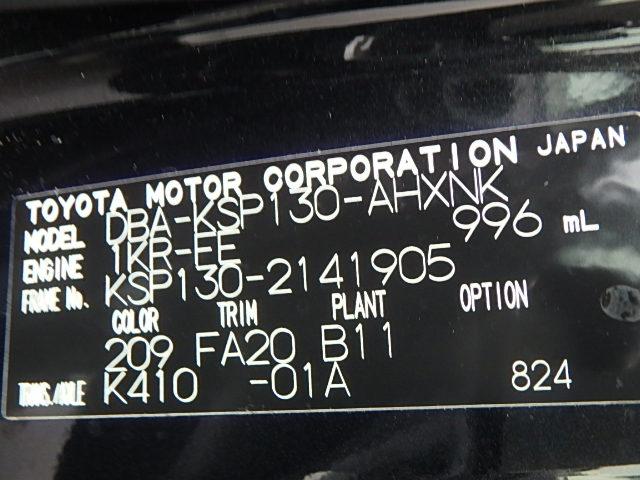 TOYOTA MOTOR CORPORATION JAPAN
MODEL DBA-KSP130-AHXNK
ENGINE 1KR-EE 996 mL
FRAME No. KSP130-2141905
COLOR TRIM PLANT OPTION
209 FA20 B11
TRANS./AXLE K410 -01A 824